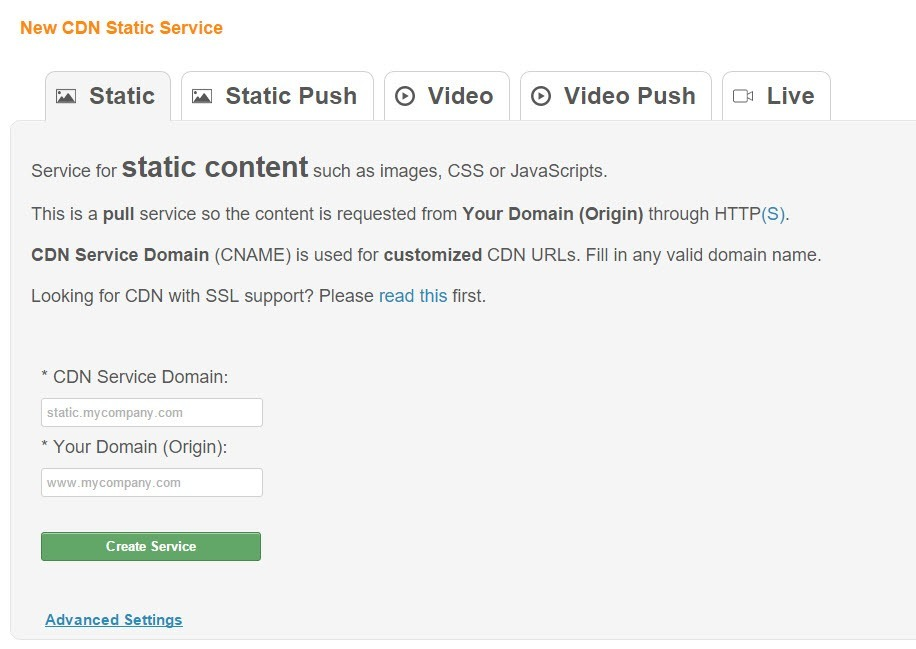 New CDN Static Service
Static Static Push Video Video Push Live
Service for static content such as images, CSS or JavaScripts.
This is a pull service so the content is requested from Your Domain (Origin) through HTTP(S).
CDN Service Domain (CNAME) is used for customized CDN URLs. Fill in any valid domain name.
Looking for CDN with SSL support? Please read this first.
* CDN Service Domain:
static.mycompany.com
* Your Domain (Origin):
www.mycompany.com
Create Service
Advanced Settings